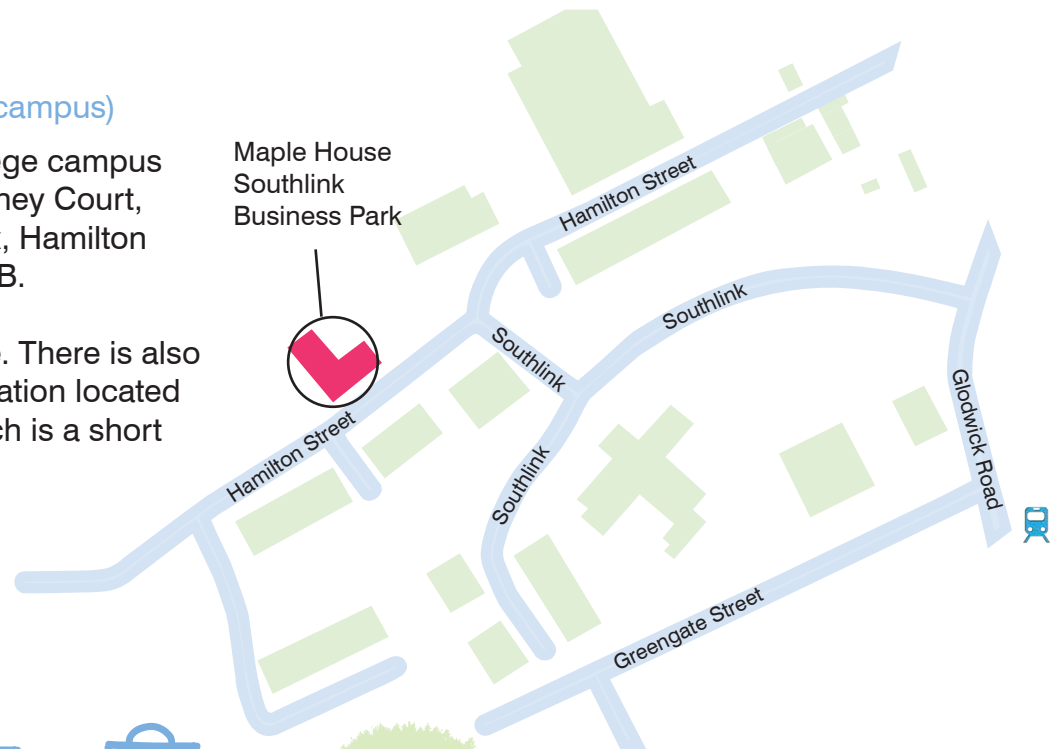 campus)
ege campus
ney Court,
, Hamilton
B.
. There is also
ation located
ch is a short
Maple House
Southlink
Business Park
Hamilton Street
Southlink
Southlink
Glodwick Road
Hamilton Street
Southlink
Greengate Street